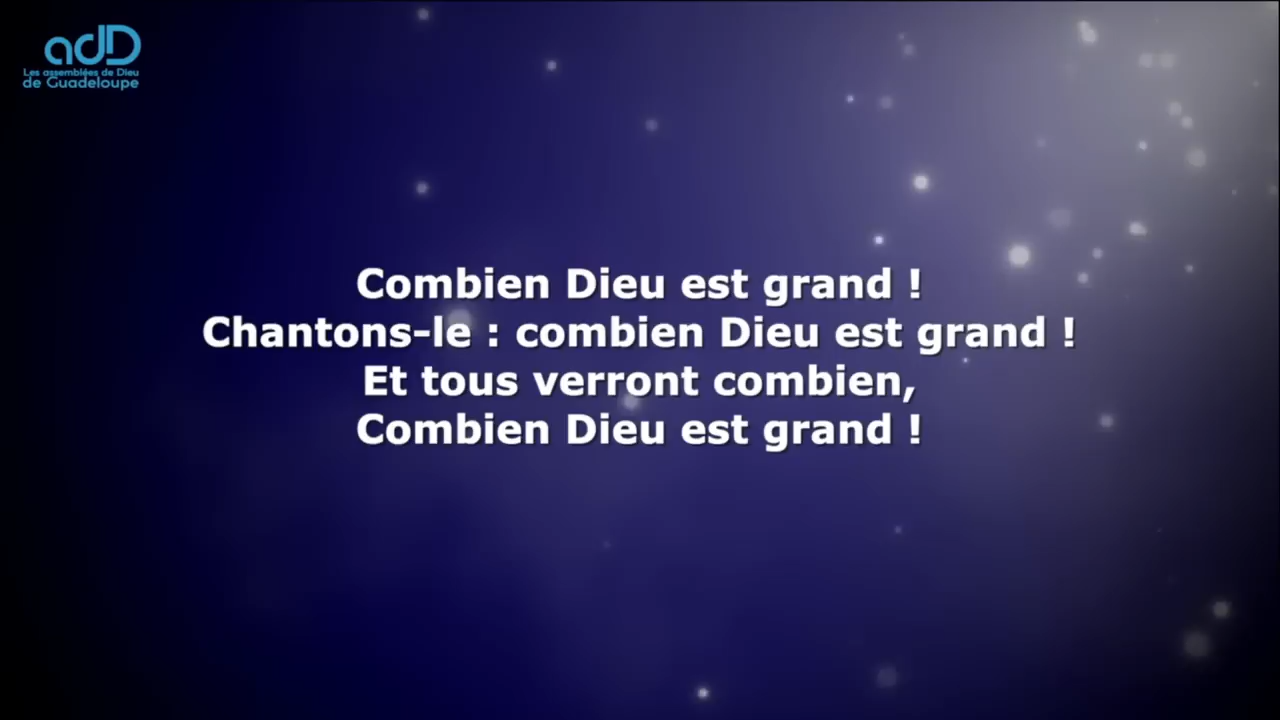 adD
Les assemblées de Dieu
de Guadeloupe
Combien Dieu est grand !
Chantons-le : combien Dieu est grand !
Et tous verront combien,
Combien Dieu est grand !